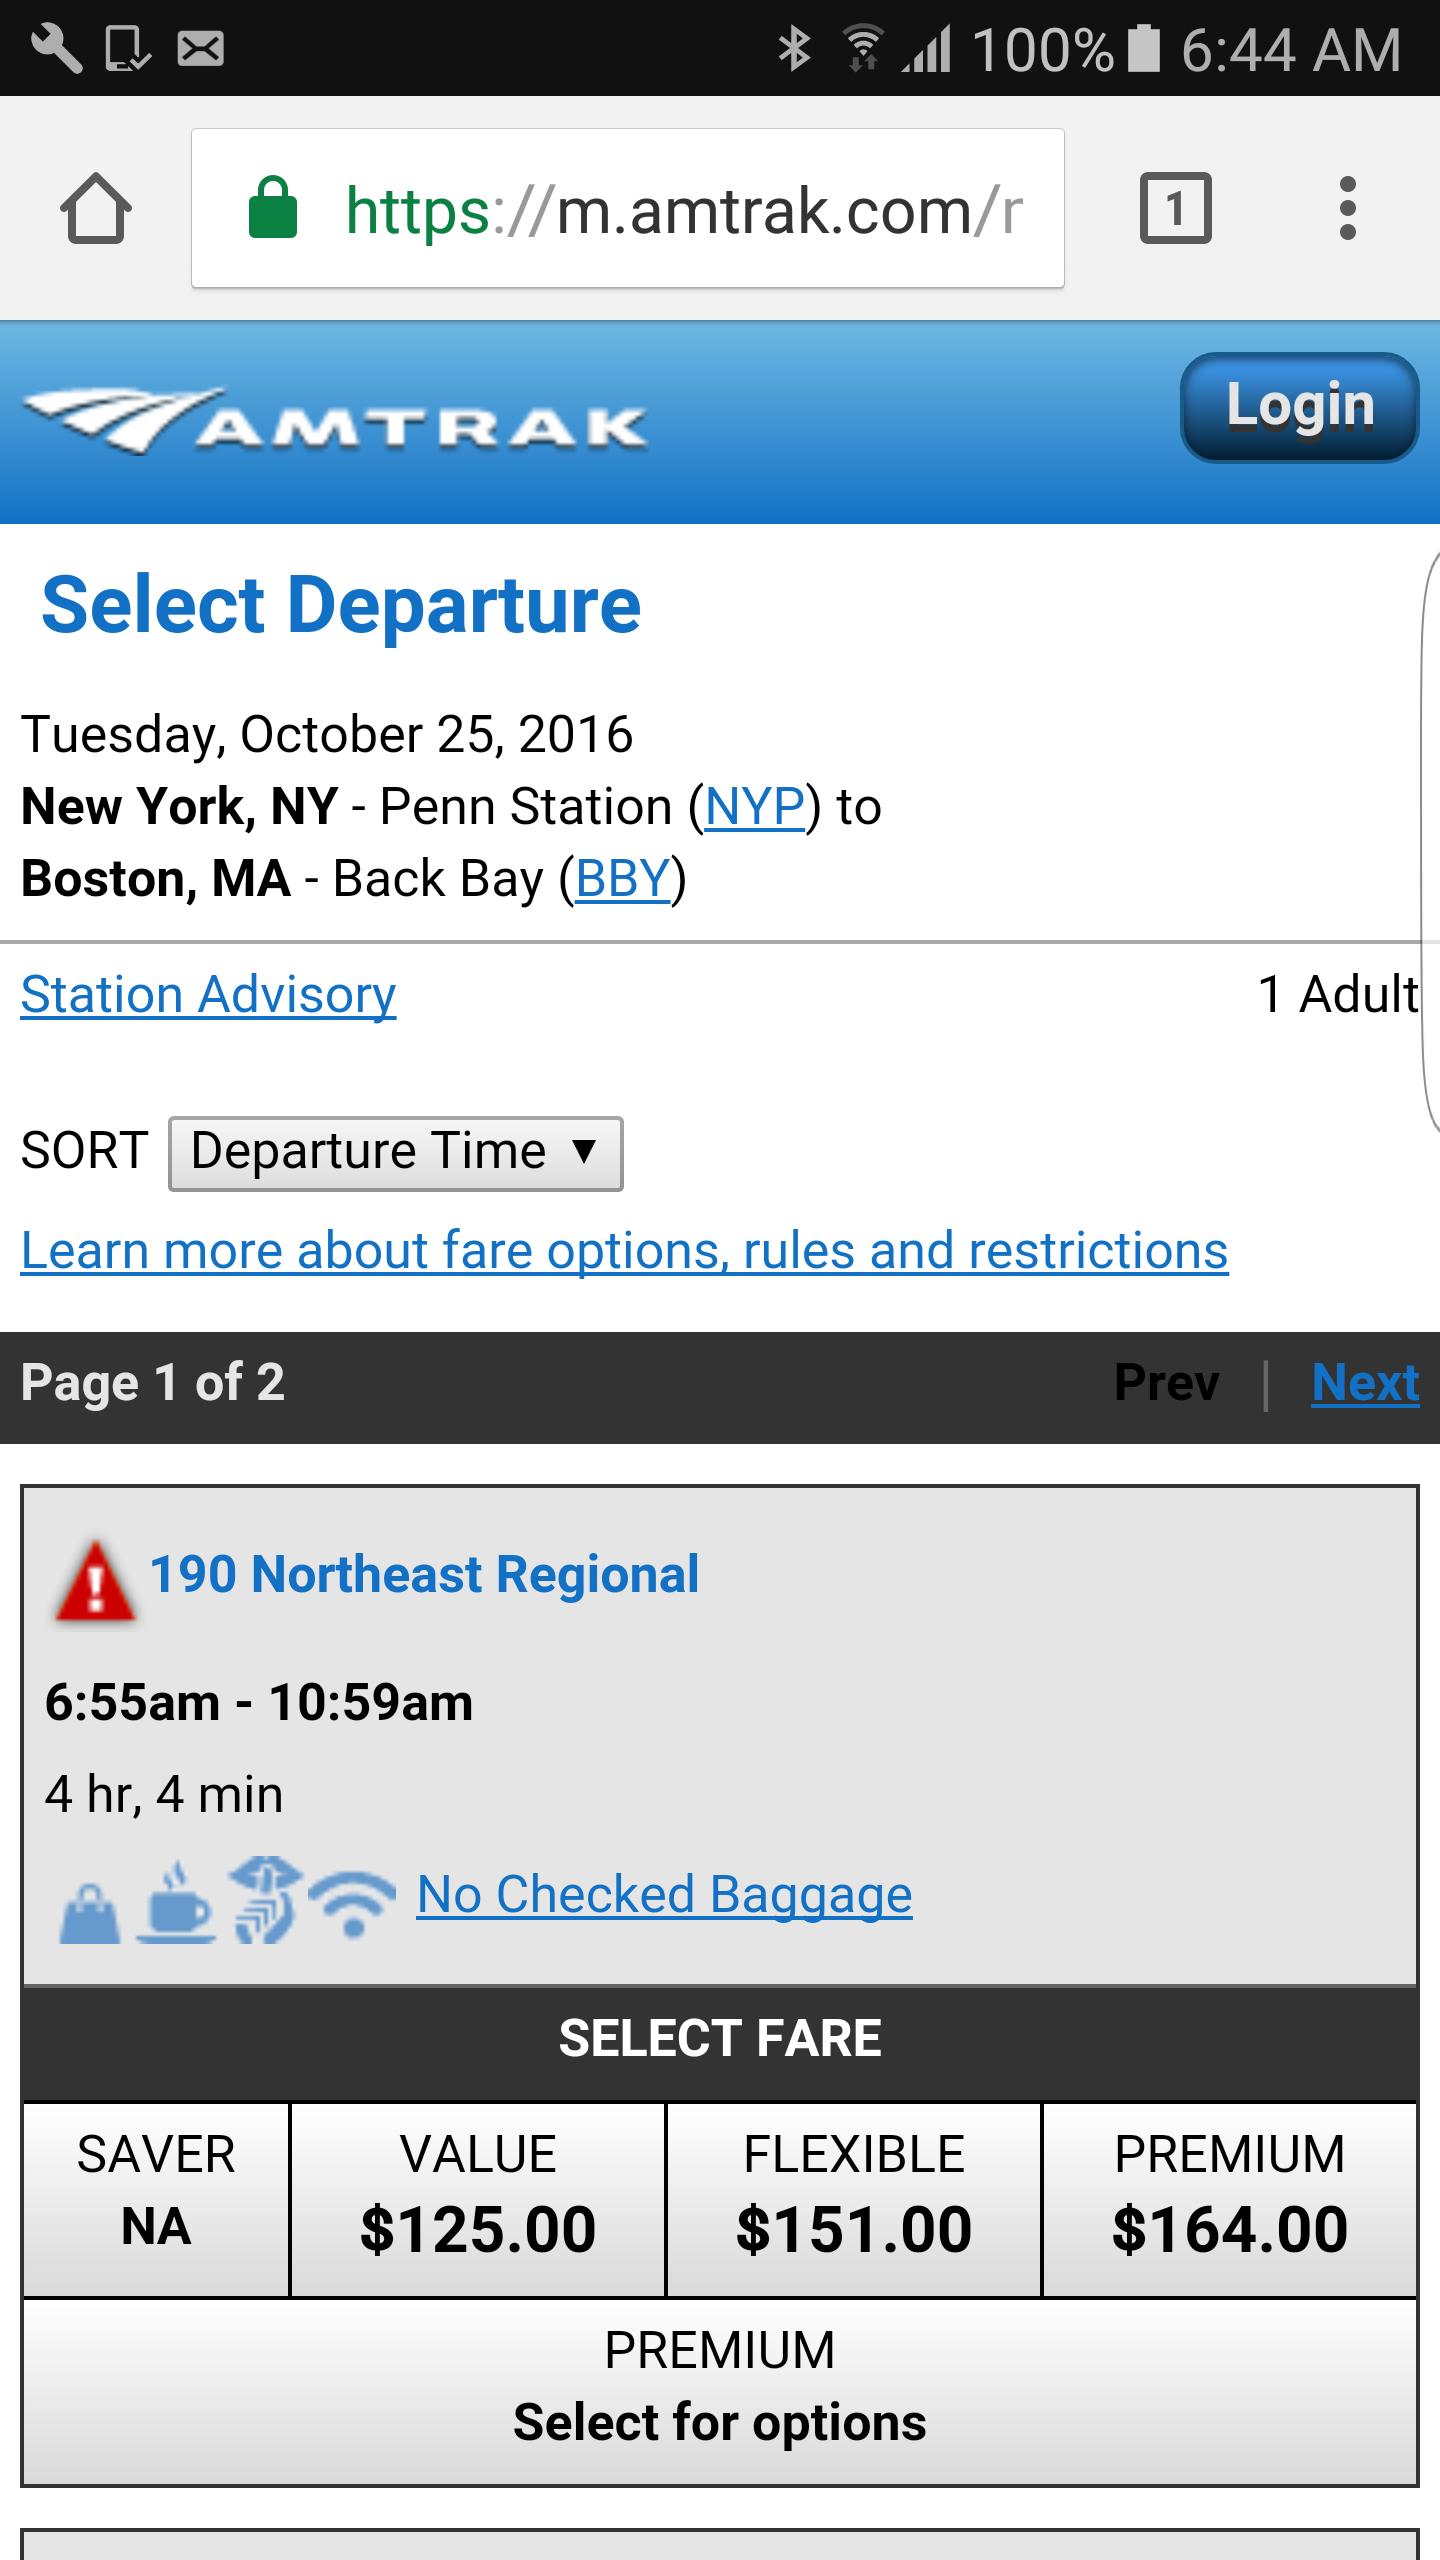 100% 6:44 AM
https://m.amtrak.com/r
1
AMTRAK
Login
Select Departure
Tuesday, October 25, 2016
New York, NY - Penn Station (NYP) to
Boston, MA - Back Bay (BBY)
Station Advisory
1 Adult
SORT Departure Time ▼
Learn more about fare options, rules and restrictions
Page 1 of 2
Prev | Next
190 Northeast Regional
6:55am - 10:59am
4 hr, 4 min
No Checked Baggage
SELECT FARE
SAVER VALUE FLEXIBLE PREMIUM
NA $125.00 $151.00 $164.00
PREMIUM
Select for options